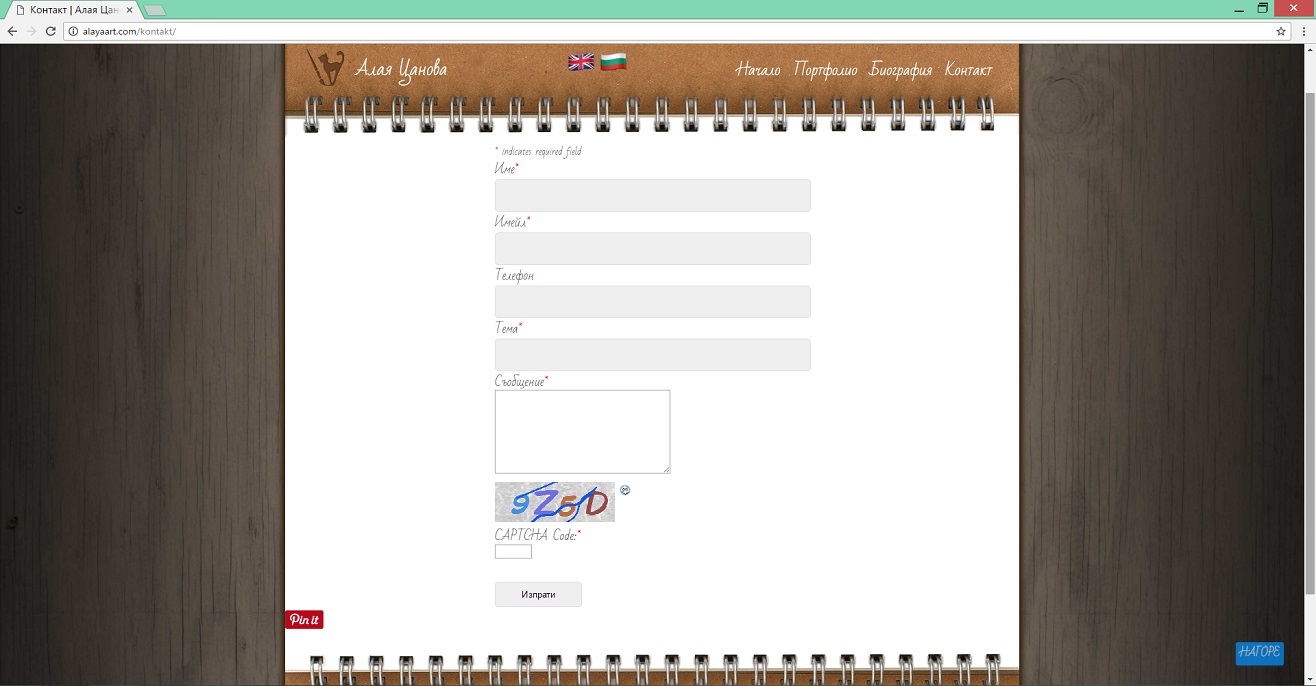 Контакт | Алая Цан
alayaart.com/kontakt/
Алая Цанова
Начало Портфолио Биография Контакт
* indicates required field
Име*
Имейл*
Телефон
Тема*
Съобщение*
9Z5D
CAPTCHA Code:*
Изпрати
Pin it
НАГОРЕ